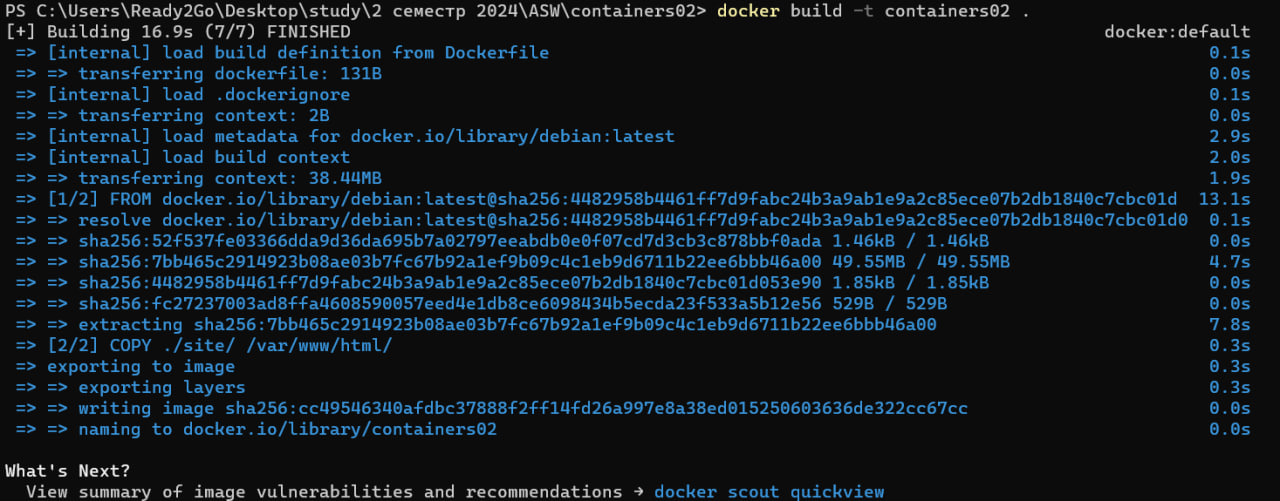 PS C:\Users\Ready2Go\Desktop\study\2 семестр 2024\ASW\containers02> docker build -t containers02 .
[+] Building 16.9s (7/7) FINISHED docker:default
=> [internal] load build definition from Dockerfile 0.1s
=> => transferring dockerfile: 131B 0.0s
=> [internal] load .dockerignore 0.1s
=> => transferring context: 2B 0.0s
=> [internal] load metadata for docker.io/library/debian:latest 2.9s
=> [internal] load build context 2.0s
=> => transferring context: 38.44MB 1.9s
=> [1/2] FROM docker.io/library/debian:latest@sha256:4482958b4461ff7d9fabc24b3a9ab1e9a2c85ece07b2db1840c7cbc01d 13.1s
=> => resolve docker.io/library/debian:latest@sha256:4482958b4461ff7d9fabc24b3a9ab1e9a2c85ece07b2db1840c7cbc01d0 0.1s
=> => sha256:52f537fe03366dda9d36da695b7a02797eeabdb0e0f07cd7d3cb3c878bbf0ada 1.46kB / 1.46kB 0.0s
=> => sha256:7bb465c2914923b08ae03b7fc67b92a1ef9b09c4c1eb9d6711b22ee6bbb46a00 49.55MB / 49.55MB 4.7s
=> => sha256:4482958b4461ff7d9fabc24b3a9ab1e9a2c85ece07b2db1840c7cbc01d053e90 1.85kB / 1.85kB 0.0s
=> => sha256:fc27237003ad8ffa4608590057eed4e1db8ce6098434b5ecda23f533a5b12e56 529B / 529B 0.0s
=> => extracting sha256:7bb465c2914923b08ae03b7fc67b92a1ef9b09c4c1eb9d6711b22ee6bbb46a00 7.8s
=> [2/2] COPY ./site/ /var/www/html/ 0.3s
=> exporting to image 0.3s
=> => exporting layers 0.3s
=> => writing image sha256:cc49546340afdbc37888f2ff14fd26a997e8a38ed015250603636de322cc67cc 0.0s
=> => naming to docker.io/library/containers02 0.0s
What's Next?
View summary of image vulnerabilities and recommendations → docker scout quickview